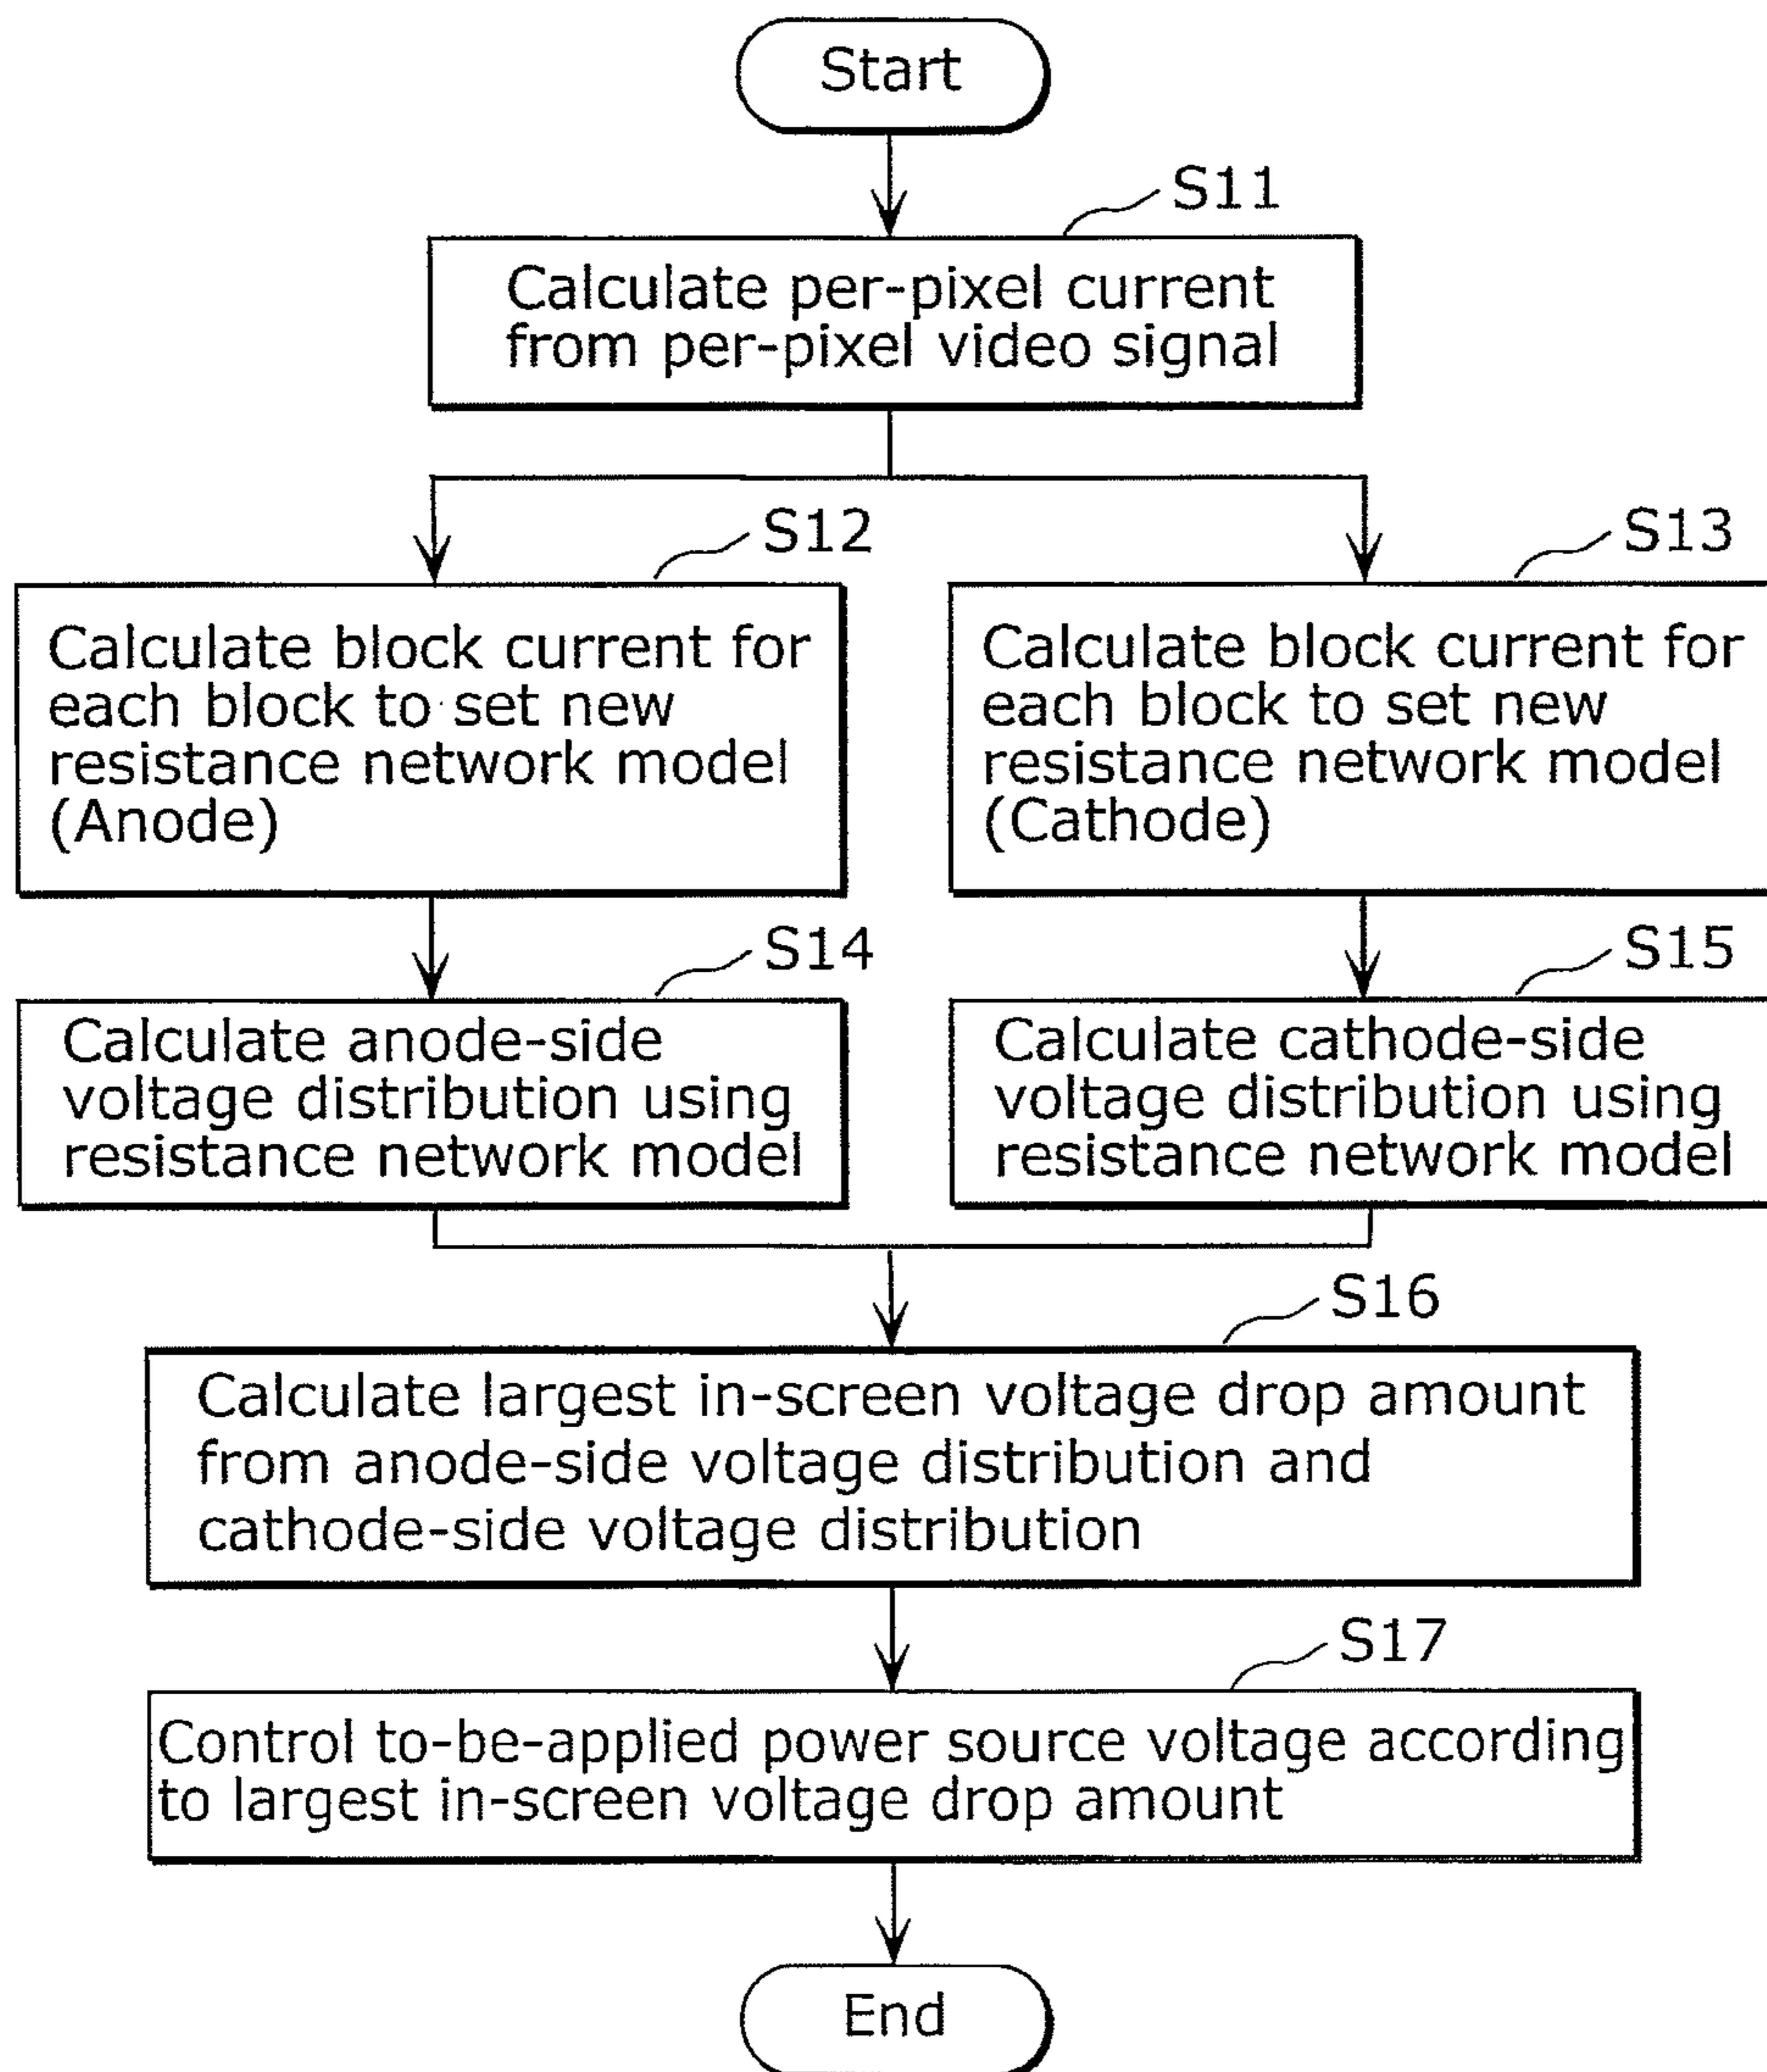 Start
S11
Calculate per-pixel current
from per-pixel video signal
S12
Calculate block current for
each block to set new
resistance network model
(Anode)
S13
Calculate block current for
each block to set new
resistance network model
(Cathode)
S14
Calculate anode-side
voltage distribution using
resistance network model
S15
Calculate cathode-side
voltage distribution using
resistance network model
S16
Calculate largest in-screen voltage drop amount
from anode-side voltage distribution and
cathode-side voltage distribution
S17
Control to-be-applied power source voltage according
to largest in-screen voltage drop amount
End